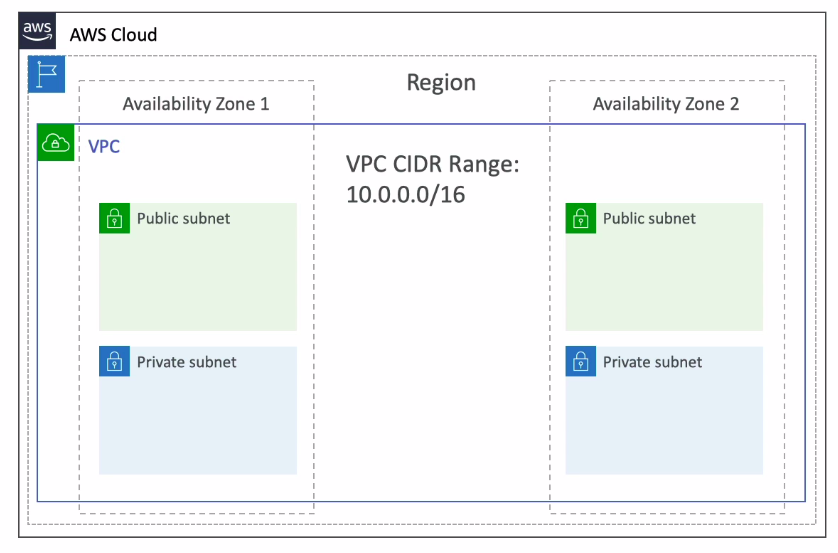 aws
AWS Cloud
Region
Availability Zone 1
Availability Zone 2
VPC
VPC CIDR Range:
10.0.0.0/16
Public subnet
Public subnet
Private subnet
Private subnet